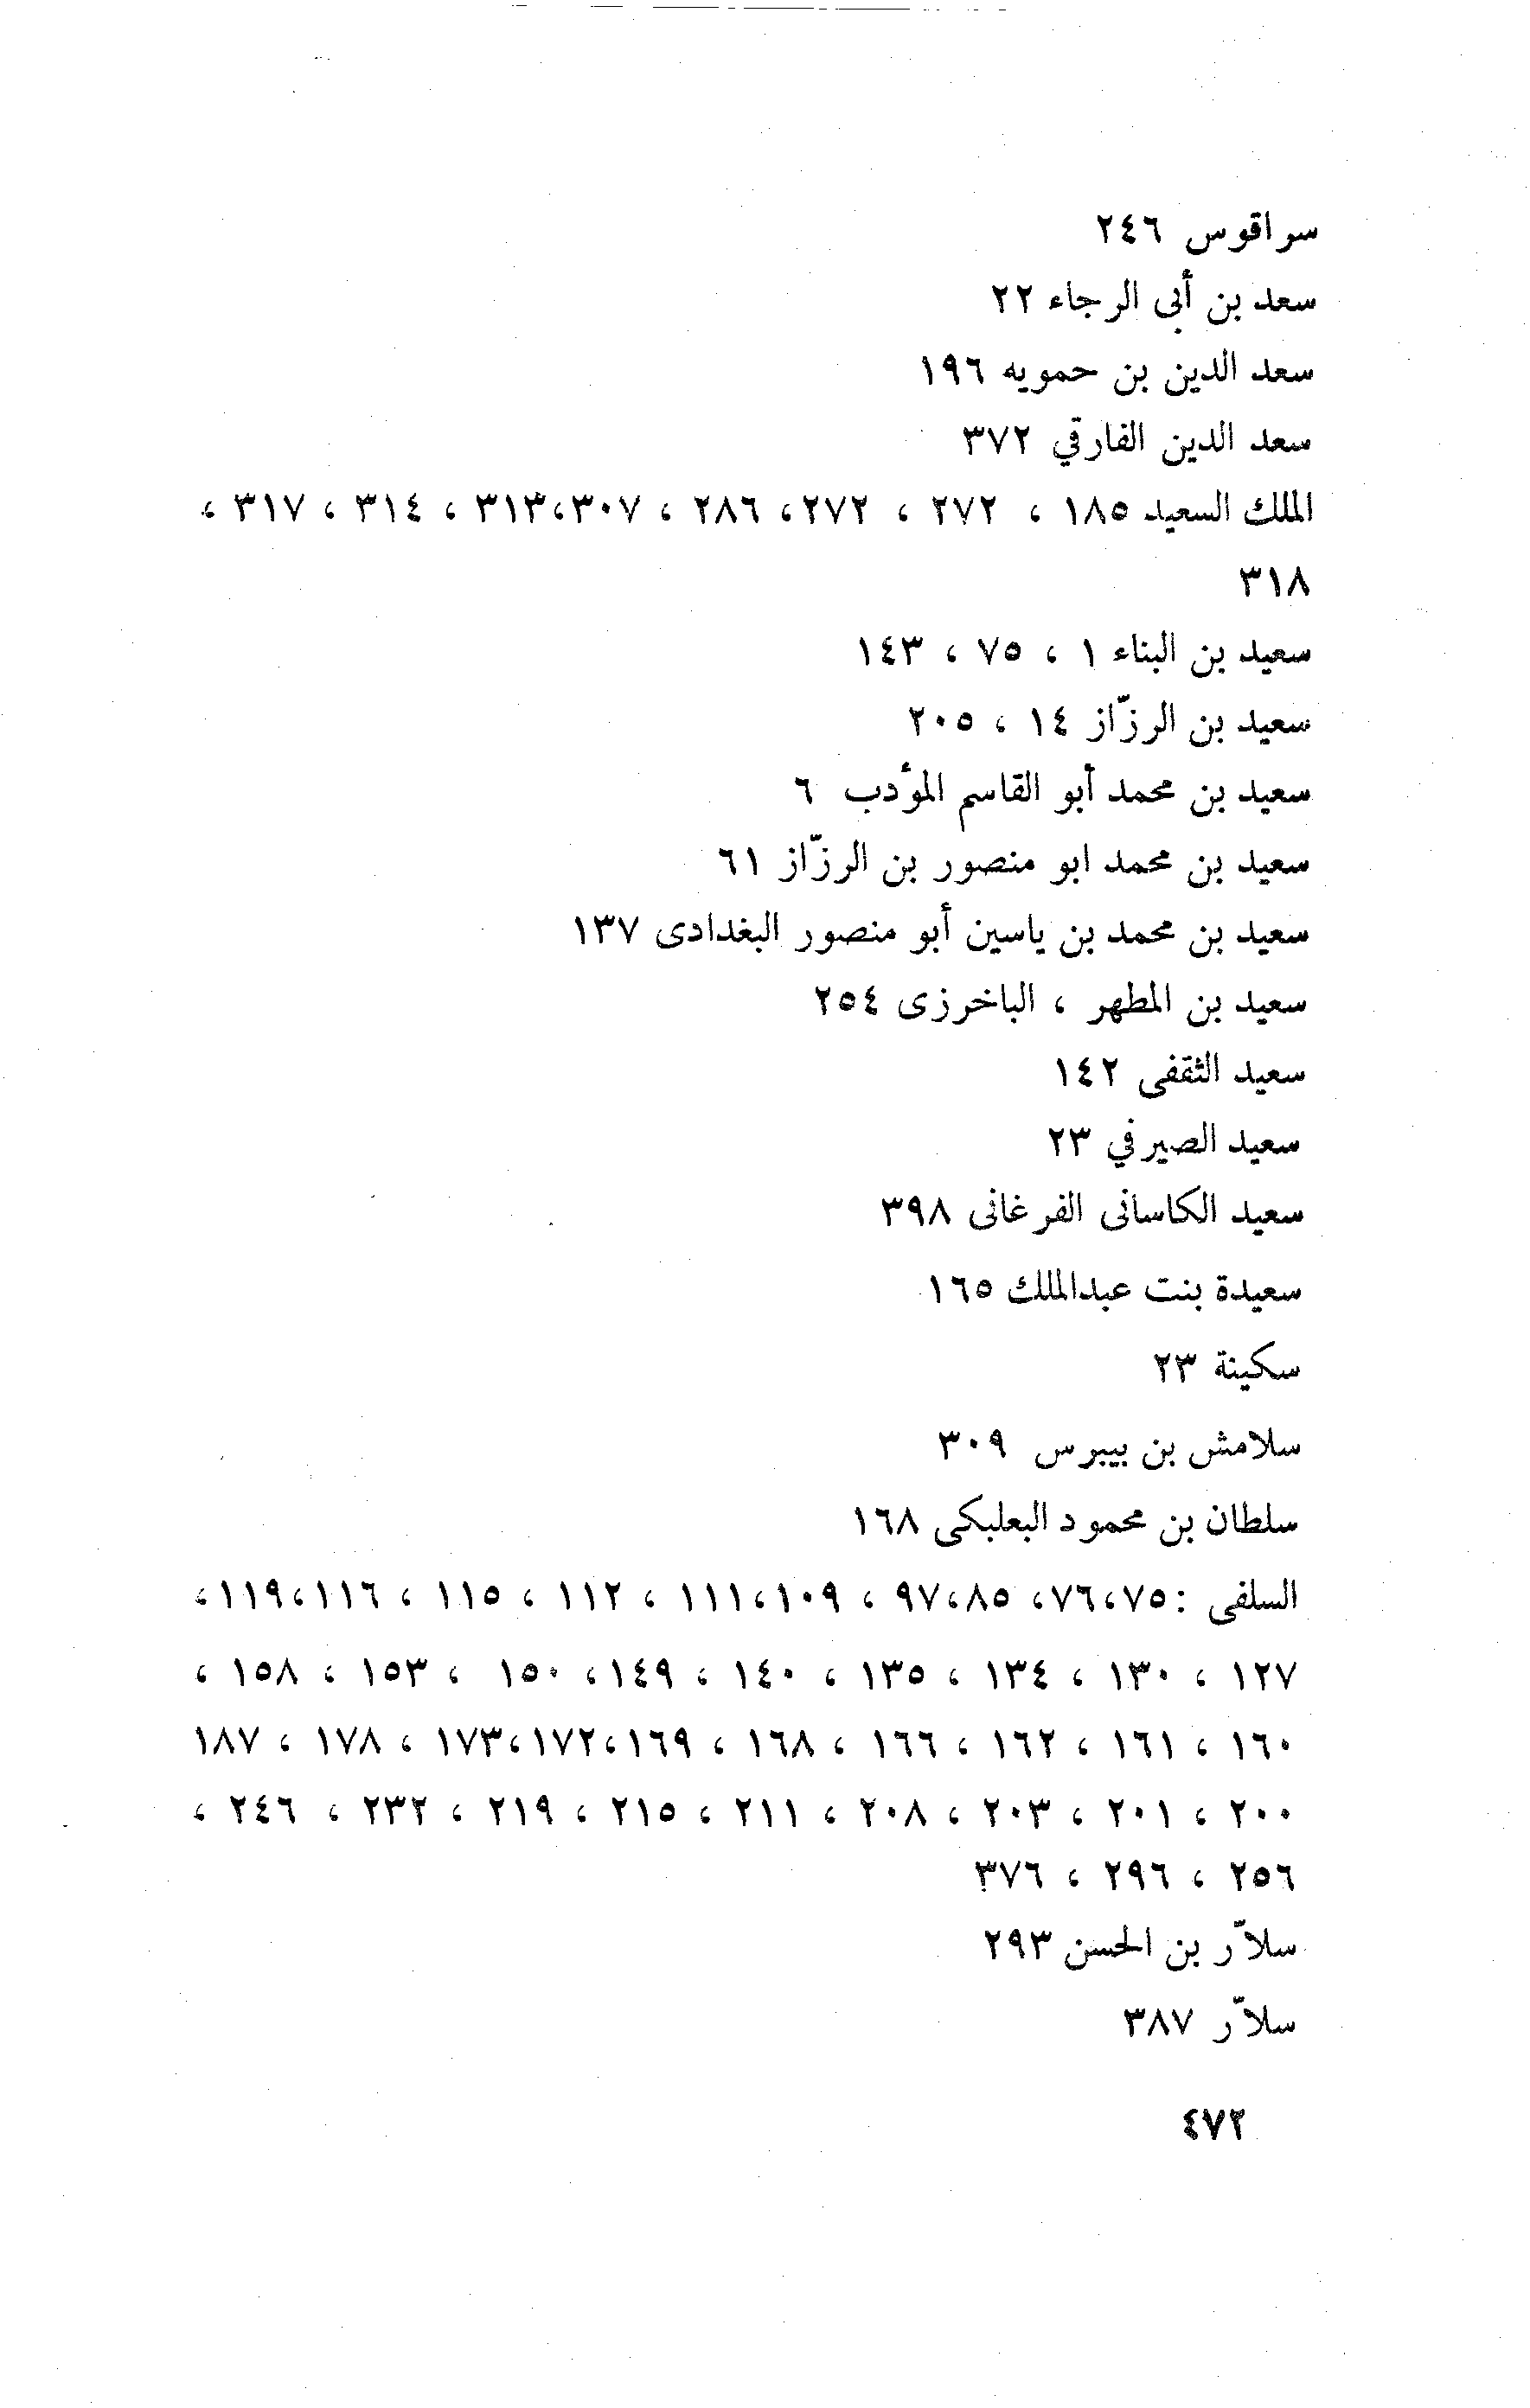 سراقوس ٢٤٦
سعد بن أبى الرجاء ٢٢
سعد الدين بن حمويه ١٩٦
سعد الدين الفارقي ٣٧٢
الملك السعيد ١٨٥ ، ٢٧٢ ، ٢٧٢، ٢٨٦ ، ٣١٣،٣٠٧ ، ٣١٤ ، ٣١٧ ،
٣١٨
سعيد بن البناء ١ ، ٧٥ ، ١٤٣
سعيد بن الرزّاز ١٤ ، ٢٠٥
سعيد بن محمد أبو القاسم المؤدب ٦
سعيد بن محمد ابو منصور بن الرزّاز ٦١
سعيد بن محمد بن ياسين أبو منصور البغدادى ١٣٧
سعيد بن المطهر ، الباخرزى ٢٥٤
سعيد الثقفى ١٤٢
سعيد الصيرفي ٢٣
سعيد الكاسانى الفرغانى ٣٩٨
سعيدة بنت عبدالملك ١٦٥
سكينة ٢٣
سلامش بن بيبرس ٣٠٩
سلطان بن محمود البعلبكى ١٦٨
السلفى :٧٦،٧٥، ٩٧،٨٥ ، ١١١،١٠٩ ، ١١٢ ، ١١٥ ، ١١٩،١١٦،
١٢٧ ، ١٣٠ ، ١٣٤ ، ١٣٥ ، ١٤٠ ، ١٤٩، ١٥٠ ، ١٥٣ ، ١٥٨ ،
١٦٠ ، ١٦١ ، ١٦٢ ، ١٦٦ ، ١٦٨ ، ١٧٣،١٧٢،١٦٩ ، ١٧٨ ، ١٨٧
٢٠٠ ، ٢٠١ ، ٢٠٣ ، ٢٠٨ ، ٢١١ ، ٢١٥ ، ٢١٩ ، ٢٣٢ ، ٢٤٦ ،
٢٥٦ ، ٢٩٦ ، ٣٧٦
سلاّر بن الحسن ٢٩٣
سلاّر ٣٨٧
٤٧٢